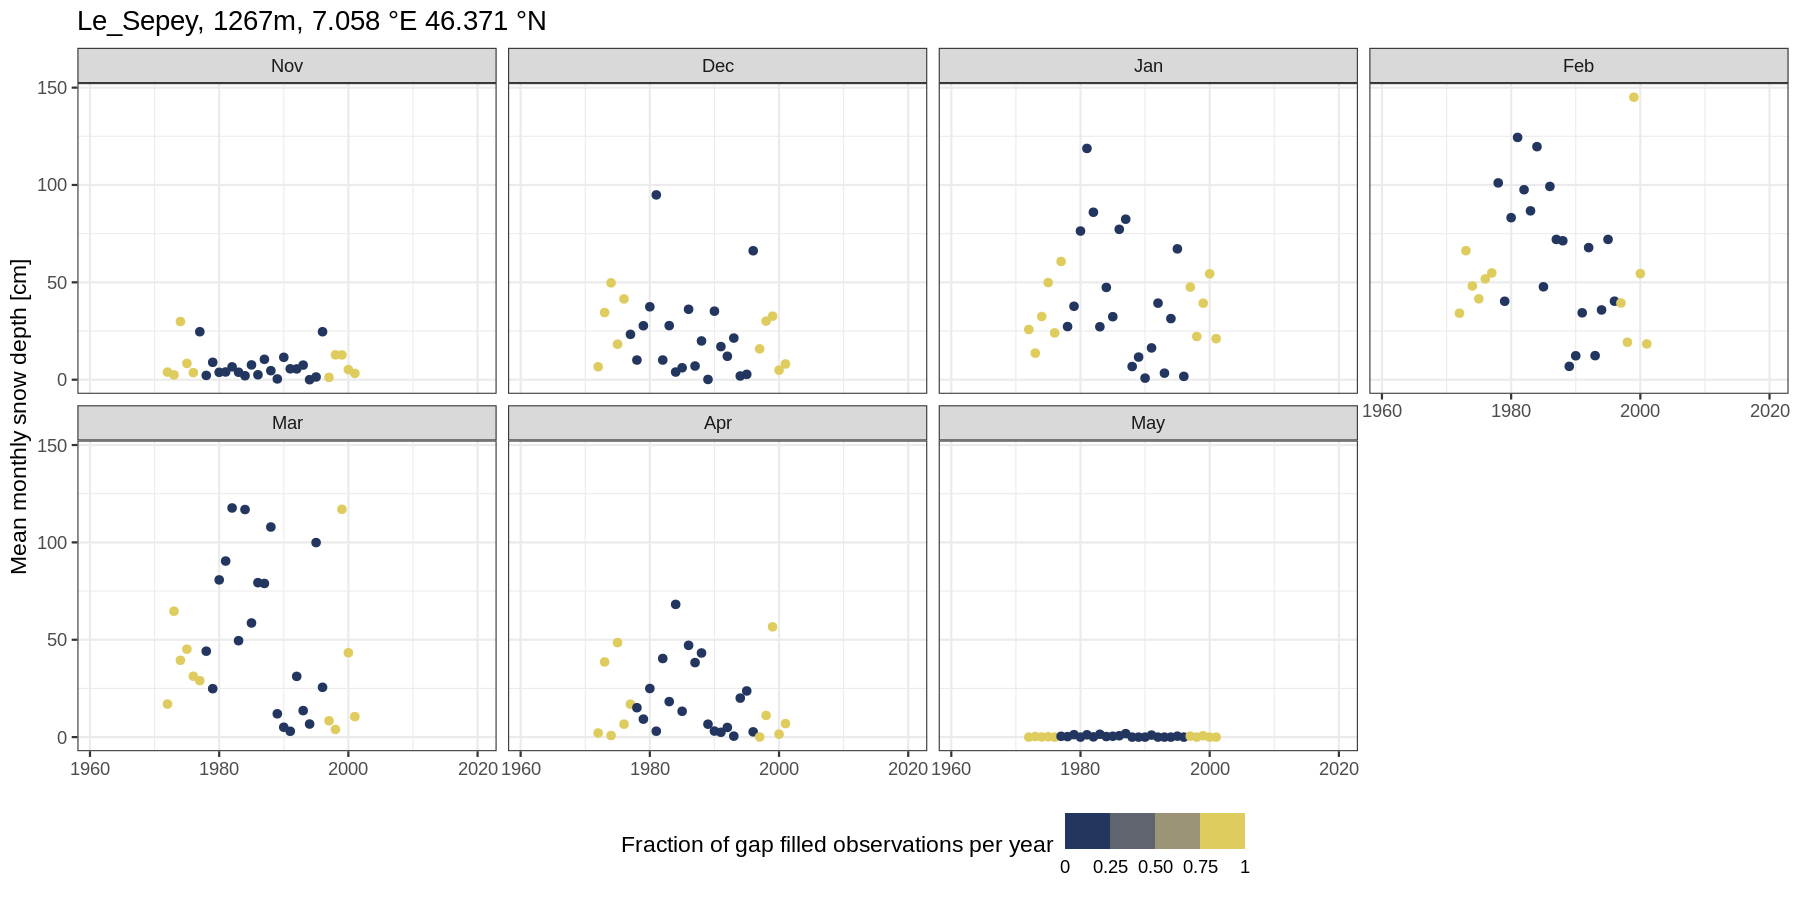 Le_Sepey, 1267m, 7.058 °E 46.371 °N
Nov
Dec
Jan
Feb
150
100
50
0
1960 1980 2000 2020
Mean monthly snow depth [cm]
Mar
Apr
May
150
100
50
0
1960 1980 2000 2020
1960 1980 2000 2020
1960 1980 2000 2020
Fraction of gap filled observations per year
0 0.25 0.50 0.75 1